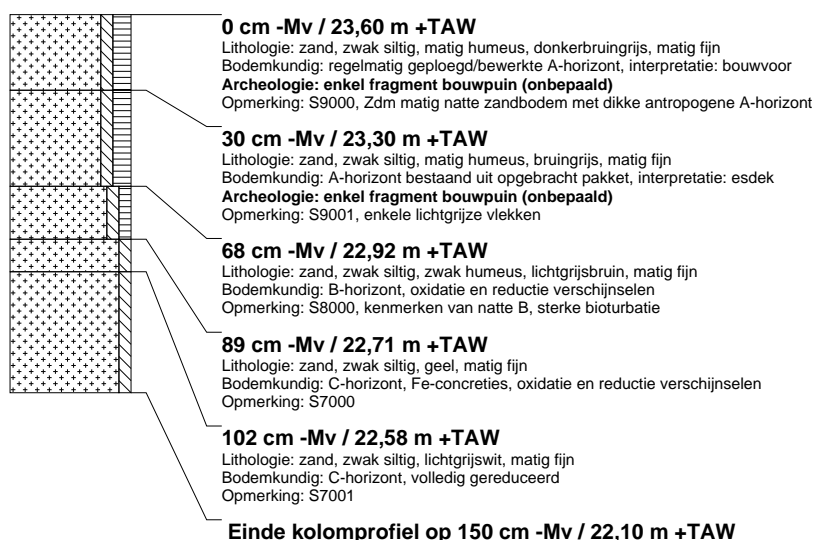 0 cm -Mv / 23,60 m +TAW
Lithologie: zand, zwak siltig, matig humeus, donkerbruingrijs, matig fijn
Bodemkundig: regelmatig geploegd/bewerkte A-horizont, interpretatie: bouwvoor
Archeologie: enkel fragment bouwpuin (onbepaald)
Opmerking: S9000, Zdm matig natte zandbodem met dikke antropogene A-horizont
30 cm -Mv / 23,30 m +TAW
Lithologie: zand, zwak siltig, matig humeus, bruingrijs, matig fijn
Bodemkundig: A-horizont bestaand uit opgebracht pakket, interpretatie: esdek
Archeologie: enkel fragment bouwpuin (onbepaald)
Opmerking: S9001, enkele lichtgrijze vlekken
68 cm -Mv / 22,92 m +TAW
Lithologie: zand, zwak siltig, zwak humeus, lichtgrijsbruin, matig fijn
Bodemkundig: B-horizont, oxidatie en reductie verschijnselen
Opmerking: S8000, kenmerken van natte B, sterke bioturbatie
89 cm -Mv / 22,71 m +TAW
Lithologie: zand, zwak siltig, geel, matig fijn
Bodemkundig: C-horizont, Fe-concreties, oxidatie en reductie verschijnselen
Opmerking: S7000
102 cm -Mv / 22,58 m +TAW
Lithologie: zand, zwak siltig, lichtgrijswit, matig fijn
Bodemkundig: C-horizont, volledig gereduceerd
Opmerking: S7001
Einde kolomprofiel op 150 cm -Mv / 22,10 m +TAW